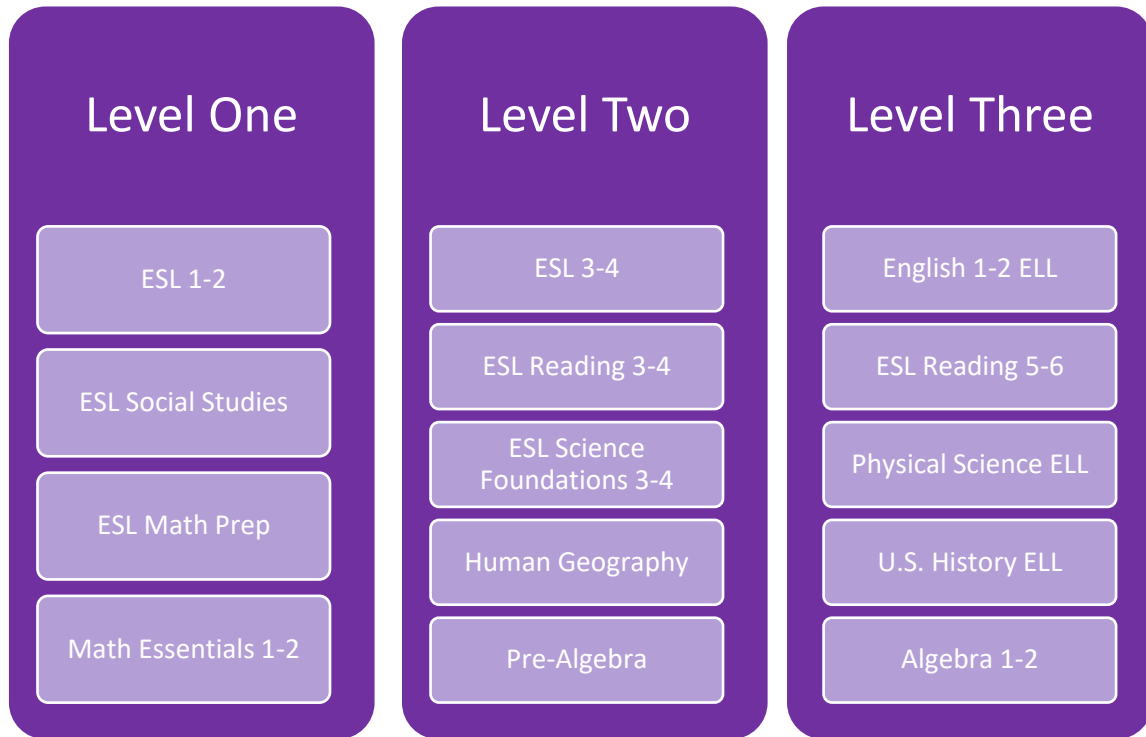 Level One
ESL 1-2
ESL Social Studies
ESL Math Prep
Math Essentials 1-2
Level Two
ESL 3-4
ESL Reading 3-4
ESL Science
Foundations 3-4
Human Geography
Pre-Algebra
Level Three
English 1-2 ELL
ESL Reading 5-6
Physical Science ELL
U.S. History ELL
Algebra 1-2